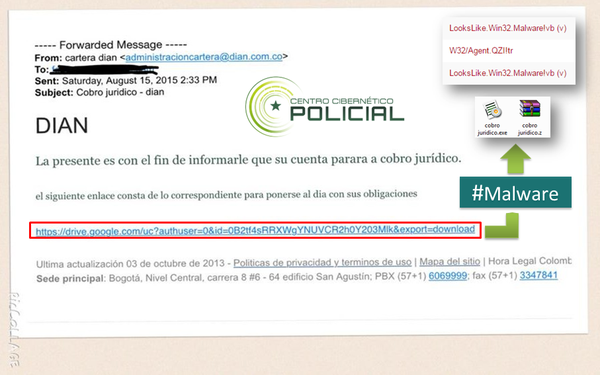 ----- Forwarded Message -----
From: cartera dian <administracioncartera@dian.com.co>
To:
Sent: Saturday, August 15, 2015 2:33 PM
Subject: Cobro juridico - dian
CENTRO CIBERNÉTICO
POLICIAL
DIAN
La presente es con el fin de informarle que su cuenta parara a cobro jurídico.
el siguiente enlace consta de lo correspondiente para ponerse al dia con sus obligaciones
https://drive.google.com/uc?authuser=0&id=0B2tf4sRRXWgYNUVCR2h0Y203Mlk&export=download
Ultima actualización 03 de octubre de 2013 - Politicas de privacidad y terminos de uso | Mapa del sitio | Hora Legal Colomb
Sede principal: Bogotá, Nivel Central, carrera 8 #6 - 64 edificio San Agustín; PBX (57+1) 6069999; fax (57+1) 3347841
LooksLike.Win32.Malware!vb (v)
W32/Agent.QZI!tr
LooksLike.Win32.Malware!vb (v)
cobro
juridico.exe
cobro
juridico.z
#Malware
PicCollage